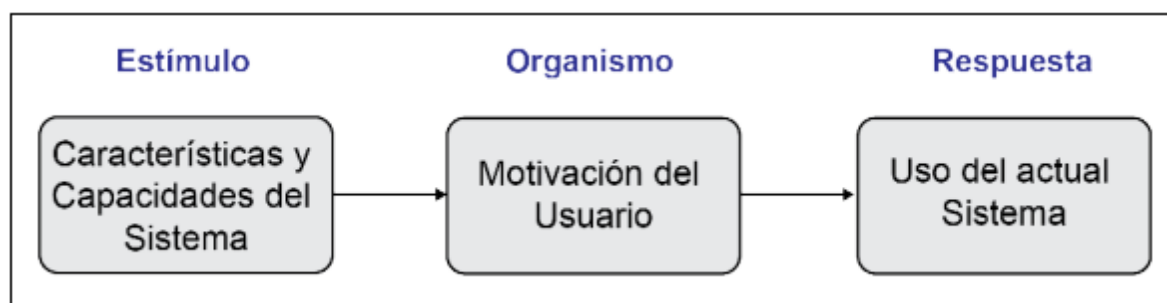 Estímulo
Organismo
Respuesta
Características y
Capacidades del
Sistema
Motivación del
Usuario
Uso del actual
Sistema